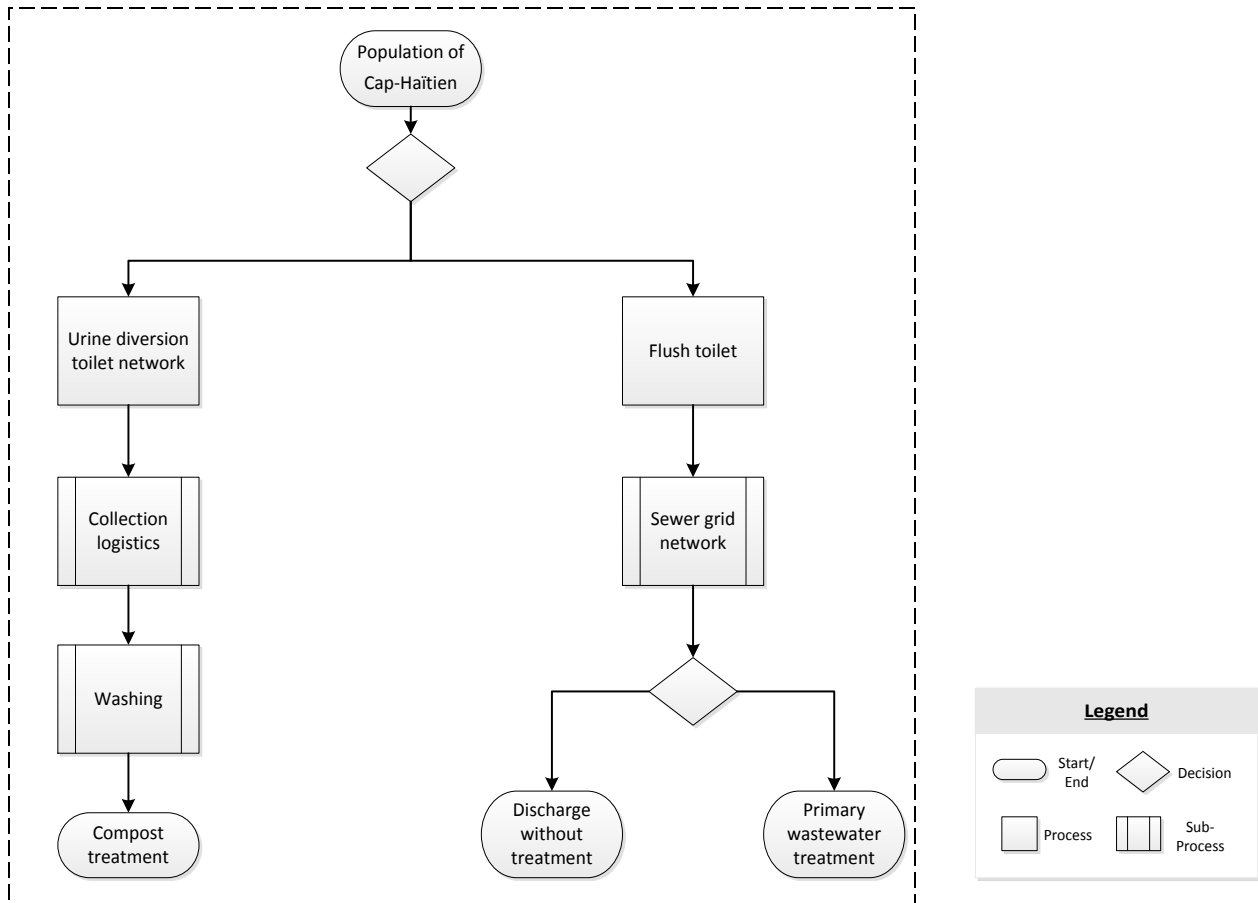 Population of
Cap-Haïtien
Urine diversion
toilet network
Flush toilet
Collection
logistics
Sewer grid
network
Washing
Compost
treatment
Discharge
without
treatment
Primary
wastewater
treatment
Legend
Start/
End
Decision
Process
Sub-
Process